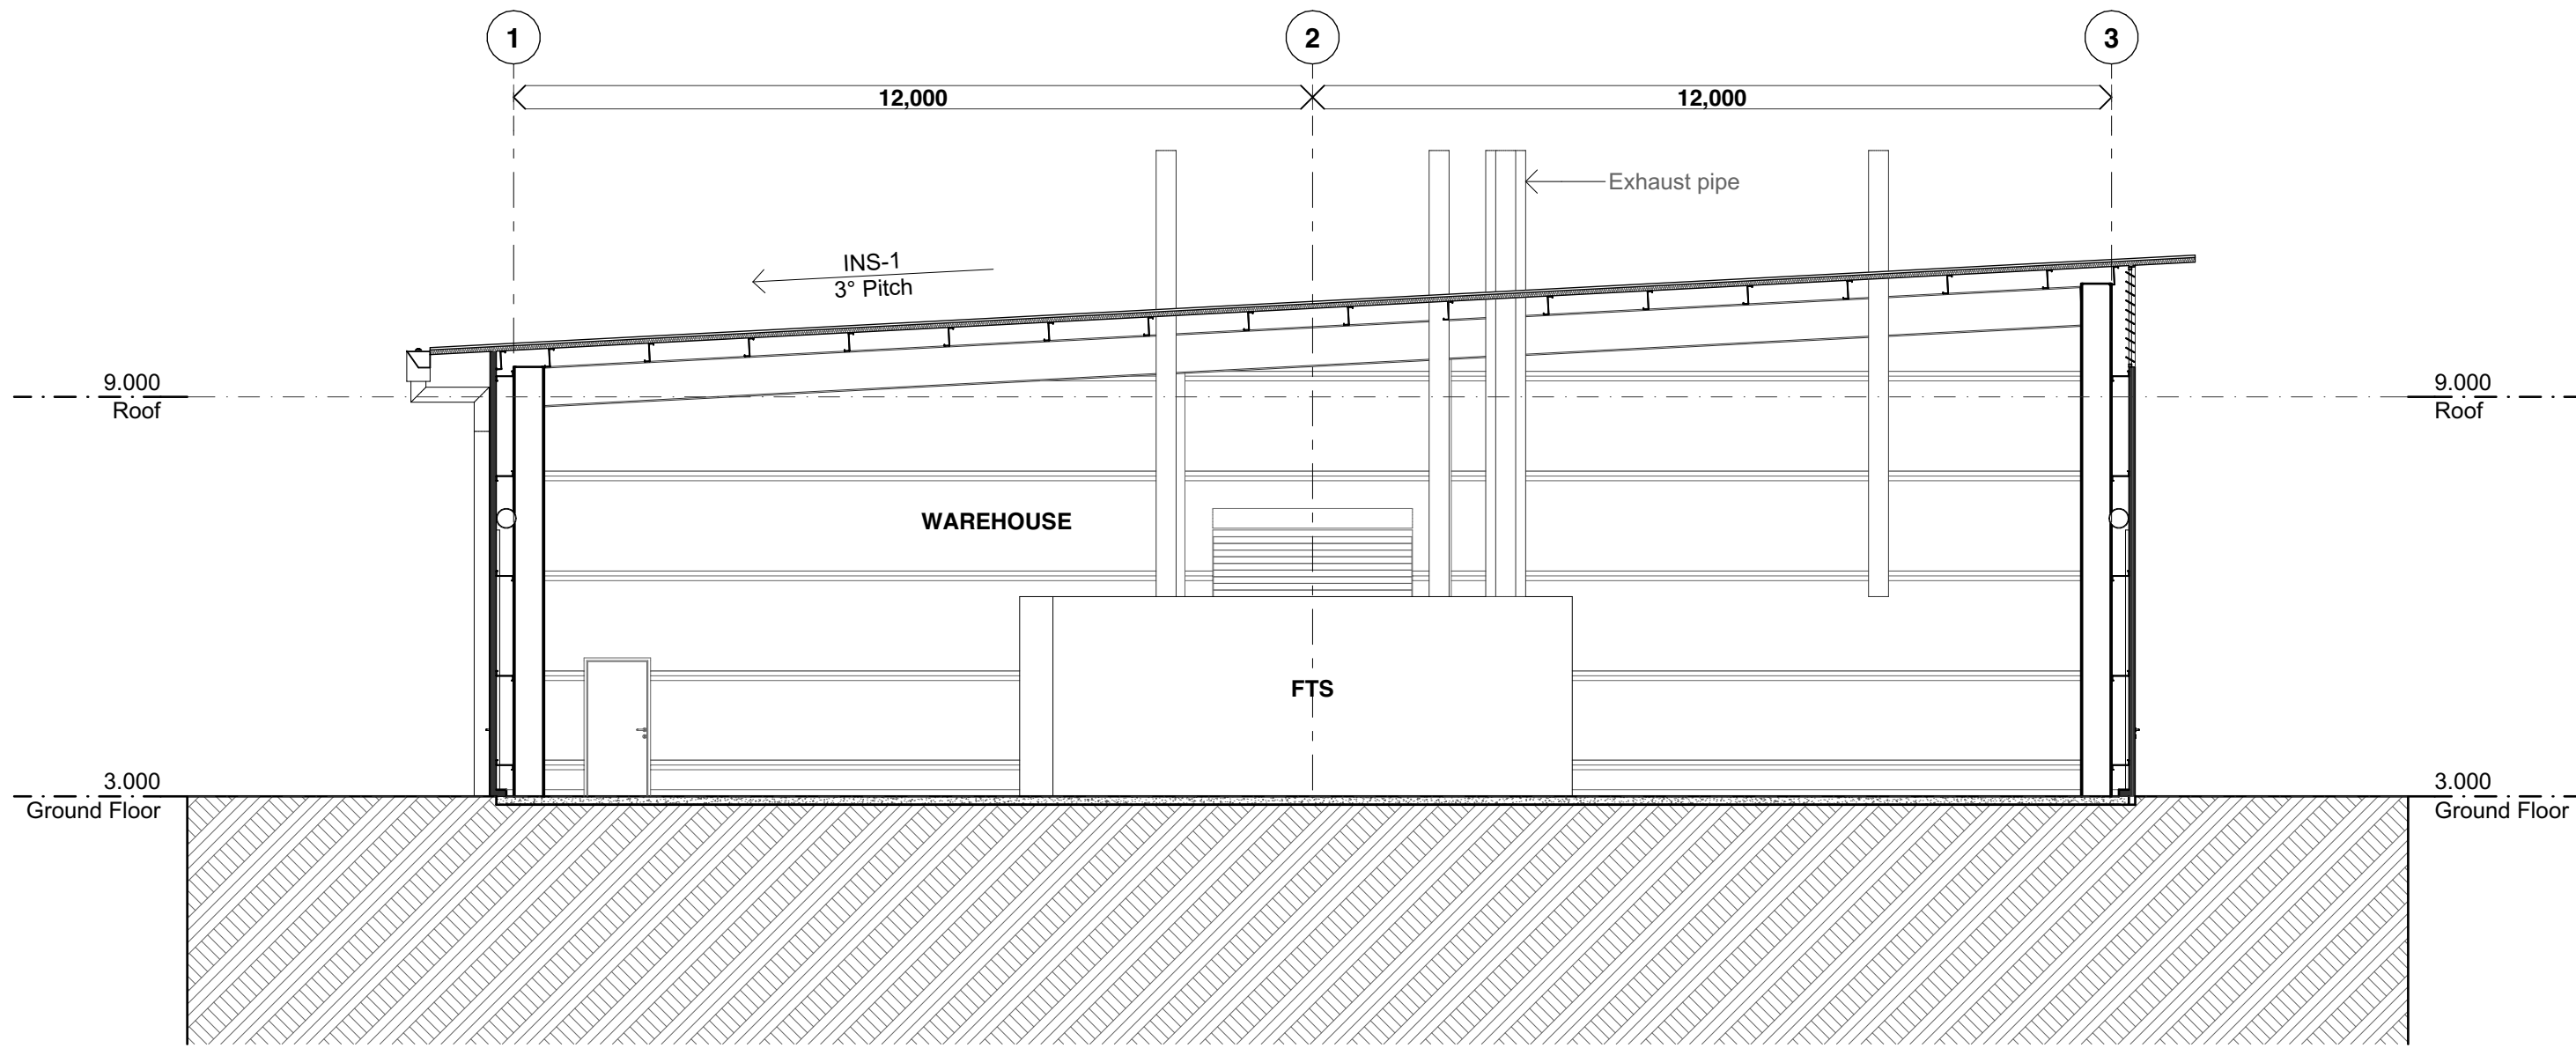 1
2
3
12,000
12,000
Exhaust pipe
INS-1
3° Pitch
9.000
Roof
9.000
Roof
WAREHOUSE
FTS
3.000
Ground Floor
3.000
Ground Floor